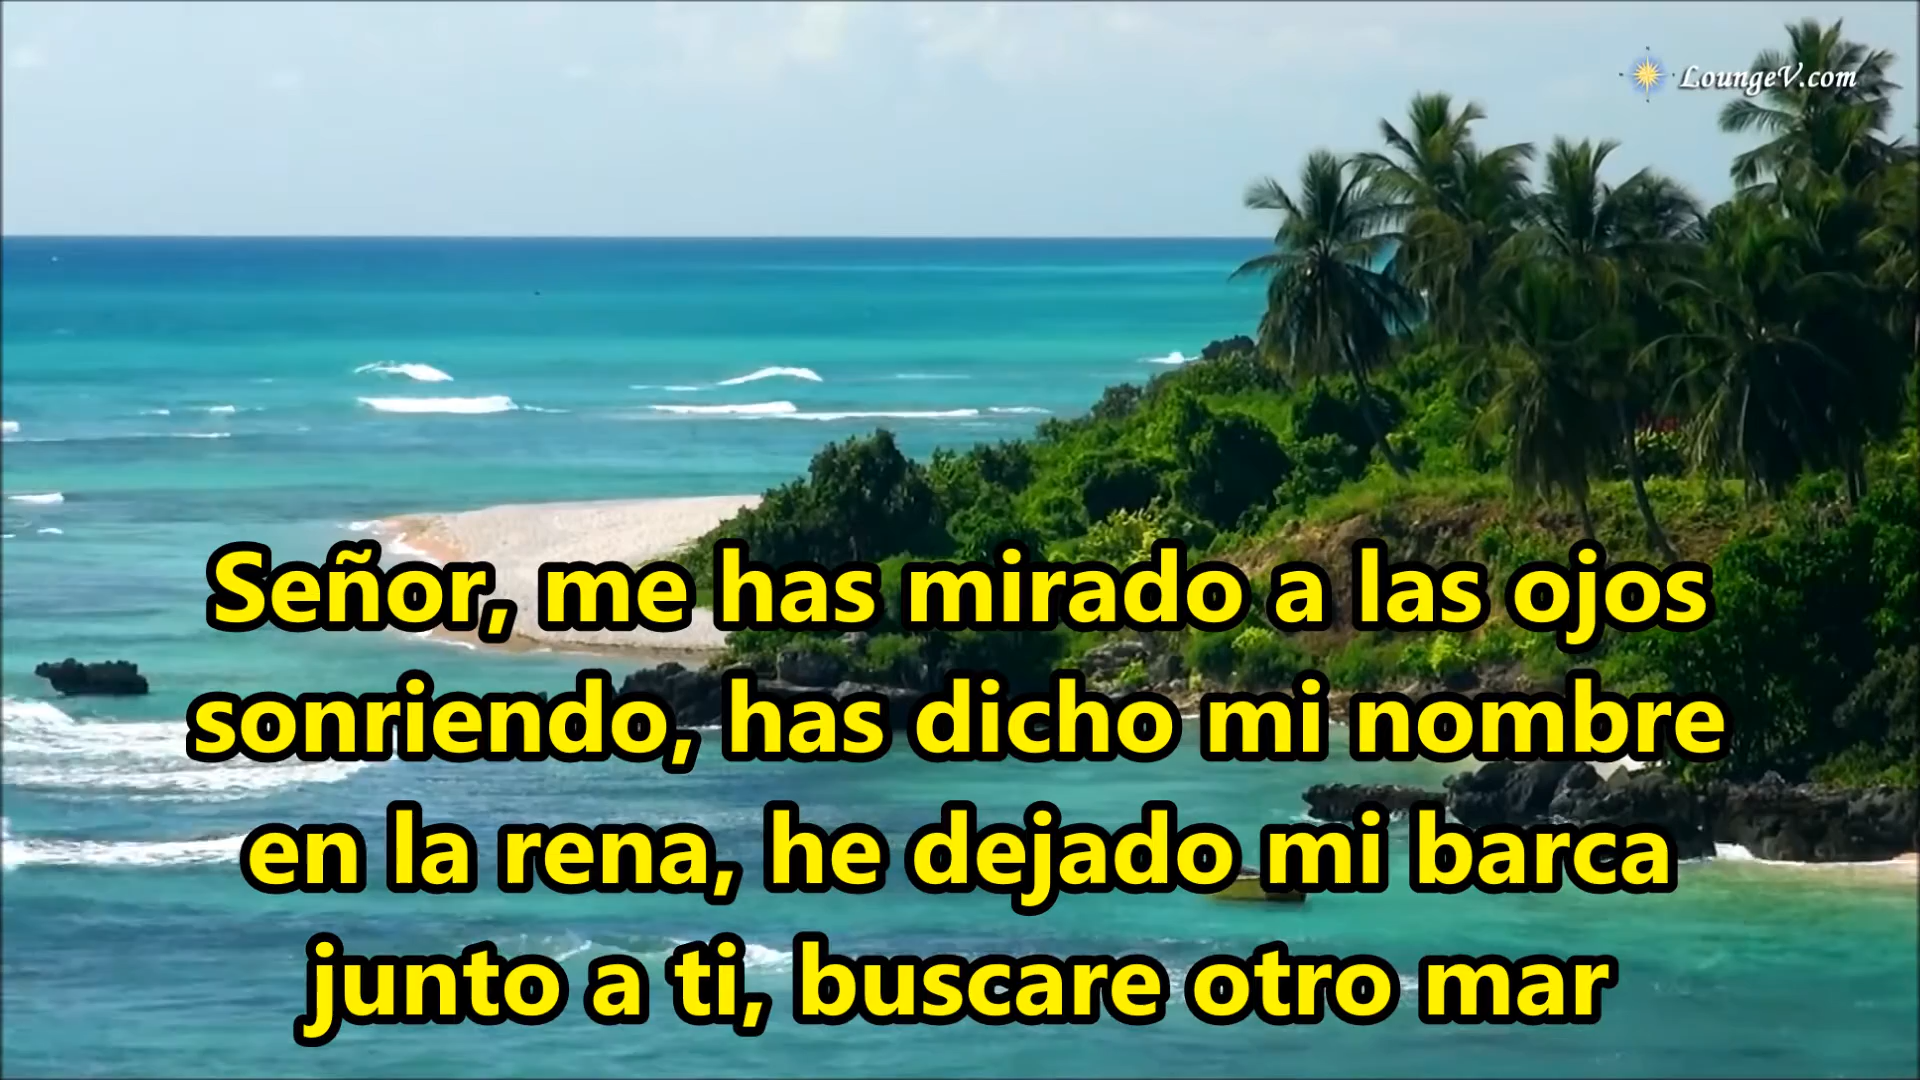 LoungeV.com
Señor, me has mirado a las ojos
sonriendo, has dicho mi nombre
en la rena, he dejado mi barca
junto a ti, buscare otro mar